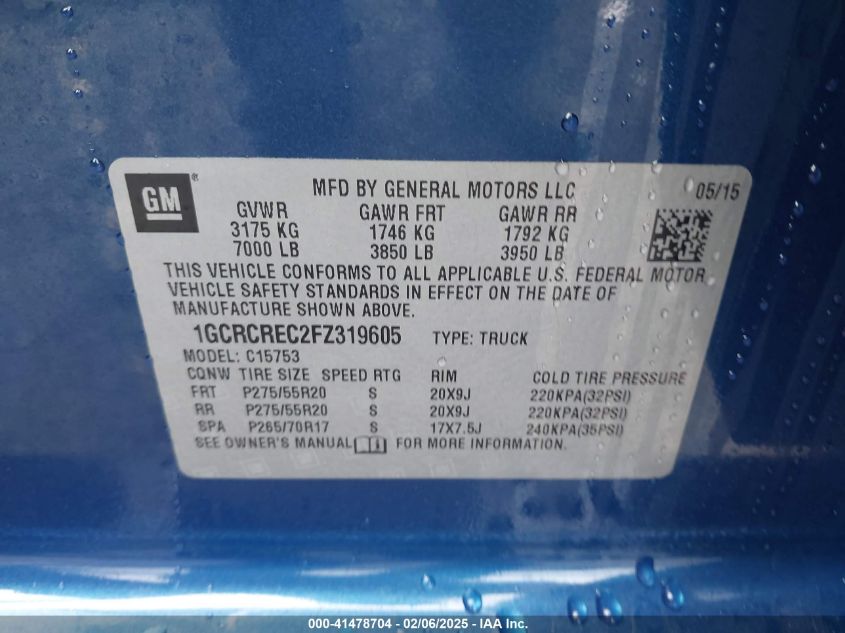 GM ®
MFD BY GENERAL MOTORS LLC 05/15
GVWR GAWR FRT GAWR RR
3175 KG 1746 KG 1792 KG
7000 LB 3850 LB 3950 LB
THIS VEHICLE CONFORMS TO ALL APPLICABLE U.S. FEDERAL MOTOR
VEHICLE SAFETY STANDARDS IN EFFECT ON THE DATE OF
MANUFACTURE SHOWN ABOVE.
1GCRCREC2FZ319605 TYPE: TRUCK
MODEL: C15753
CQNW TIRE SIZE SPEED RTG RIM COLD TIRE PRESSURE
FRT P275/55R20 S 20X9J 220KPA(32PSI)
RR P275/55R20 S 20X9J 220KPA(32PSI)
SPA P265/70R17 S 17X7.5J 240KPA(35PSI)
SEE OWNER'S MANUAL FOR MORE INFORMATION.
000-41478704 - 02/06/2025 - IAA Inc.